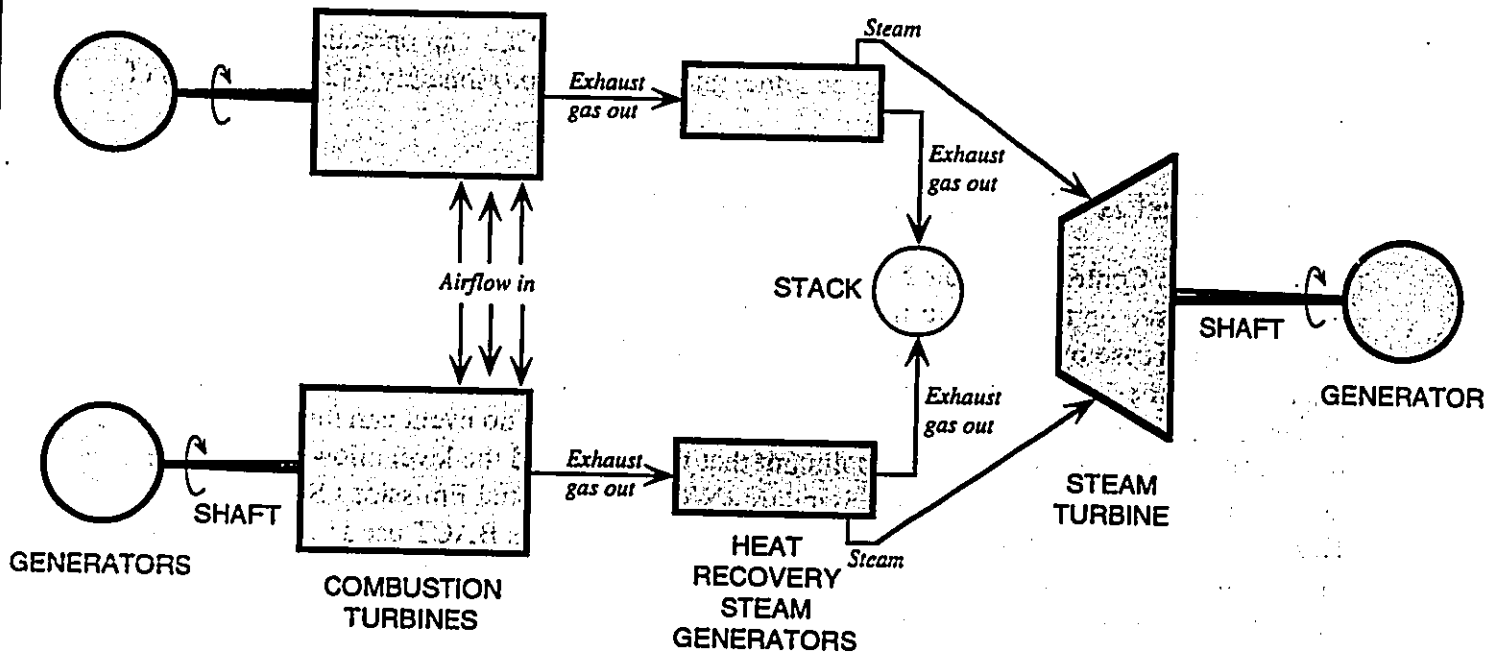 Steam
Exhaust
gas out
Exhaust
gas out
Airflow in
STACK
SHAFT
GENERATOR
Exhaust
gas out
Exhaust
gas out
SHAFT
STEAM
TURBINE
GENERATORS
COMBUSTION
TURBINES
HEAT
RECOVERY
STEAM
GENERATORS
Steam